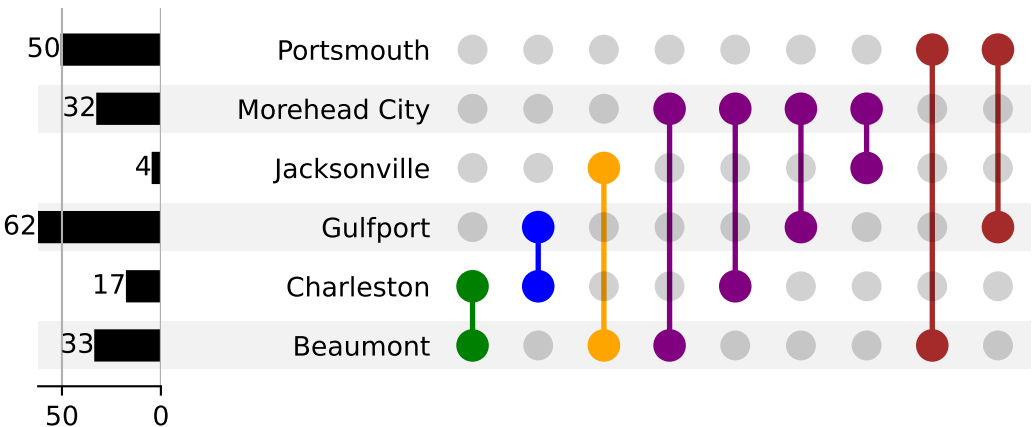 50 Portsmouth
32 Morehead City
4 Jacksonville
62 Gulfport
17 Charleston
33 Beaumont
50 0